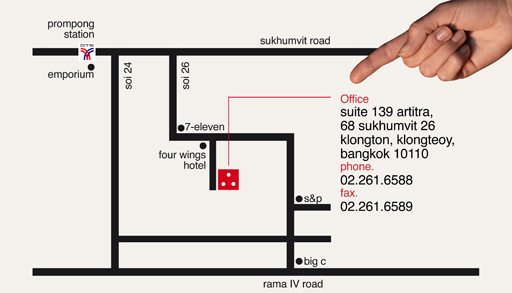 prompong
station
emporium
sukhumvit road
soi 24
soi 26
7-eleven
four wings
hotel
s&p
big c
rama IV road
Office
suite 139 artitra,
68 sukhumvit 26
klongton, klongteoy,
bangkok 10110
phone.
02.261.6588
fax.
02.261.6589